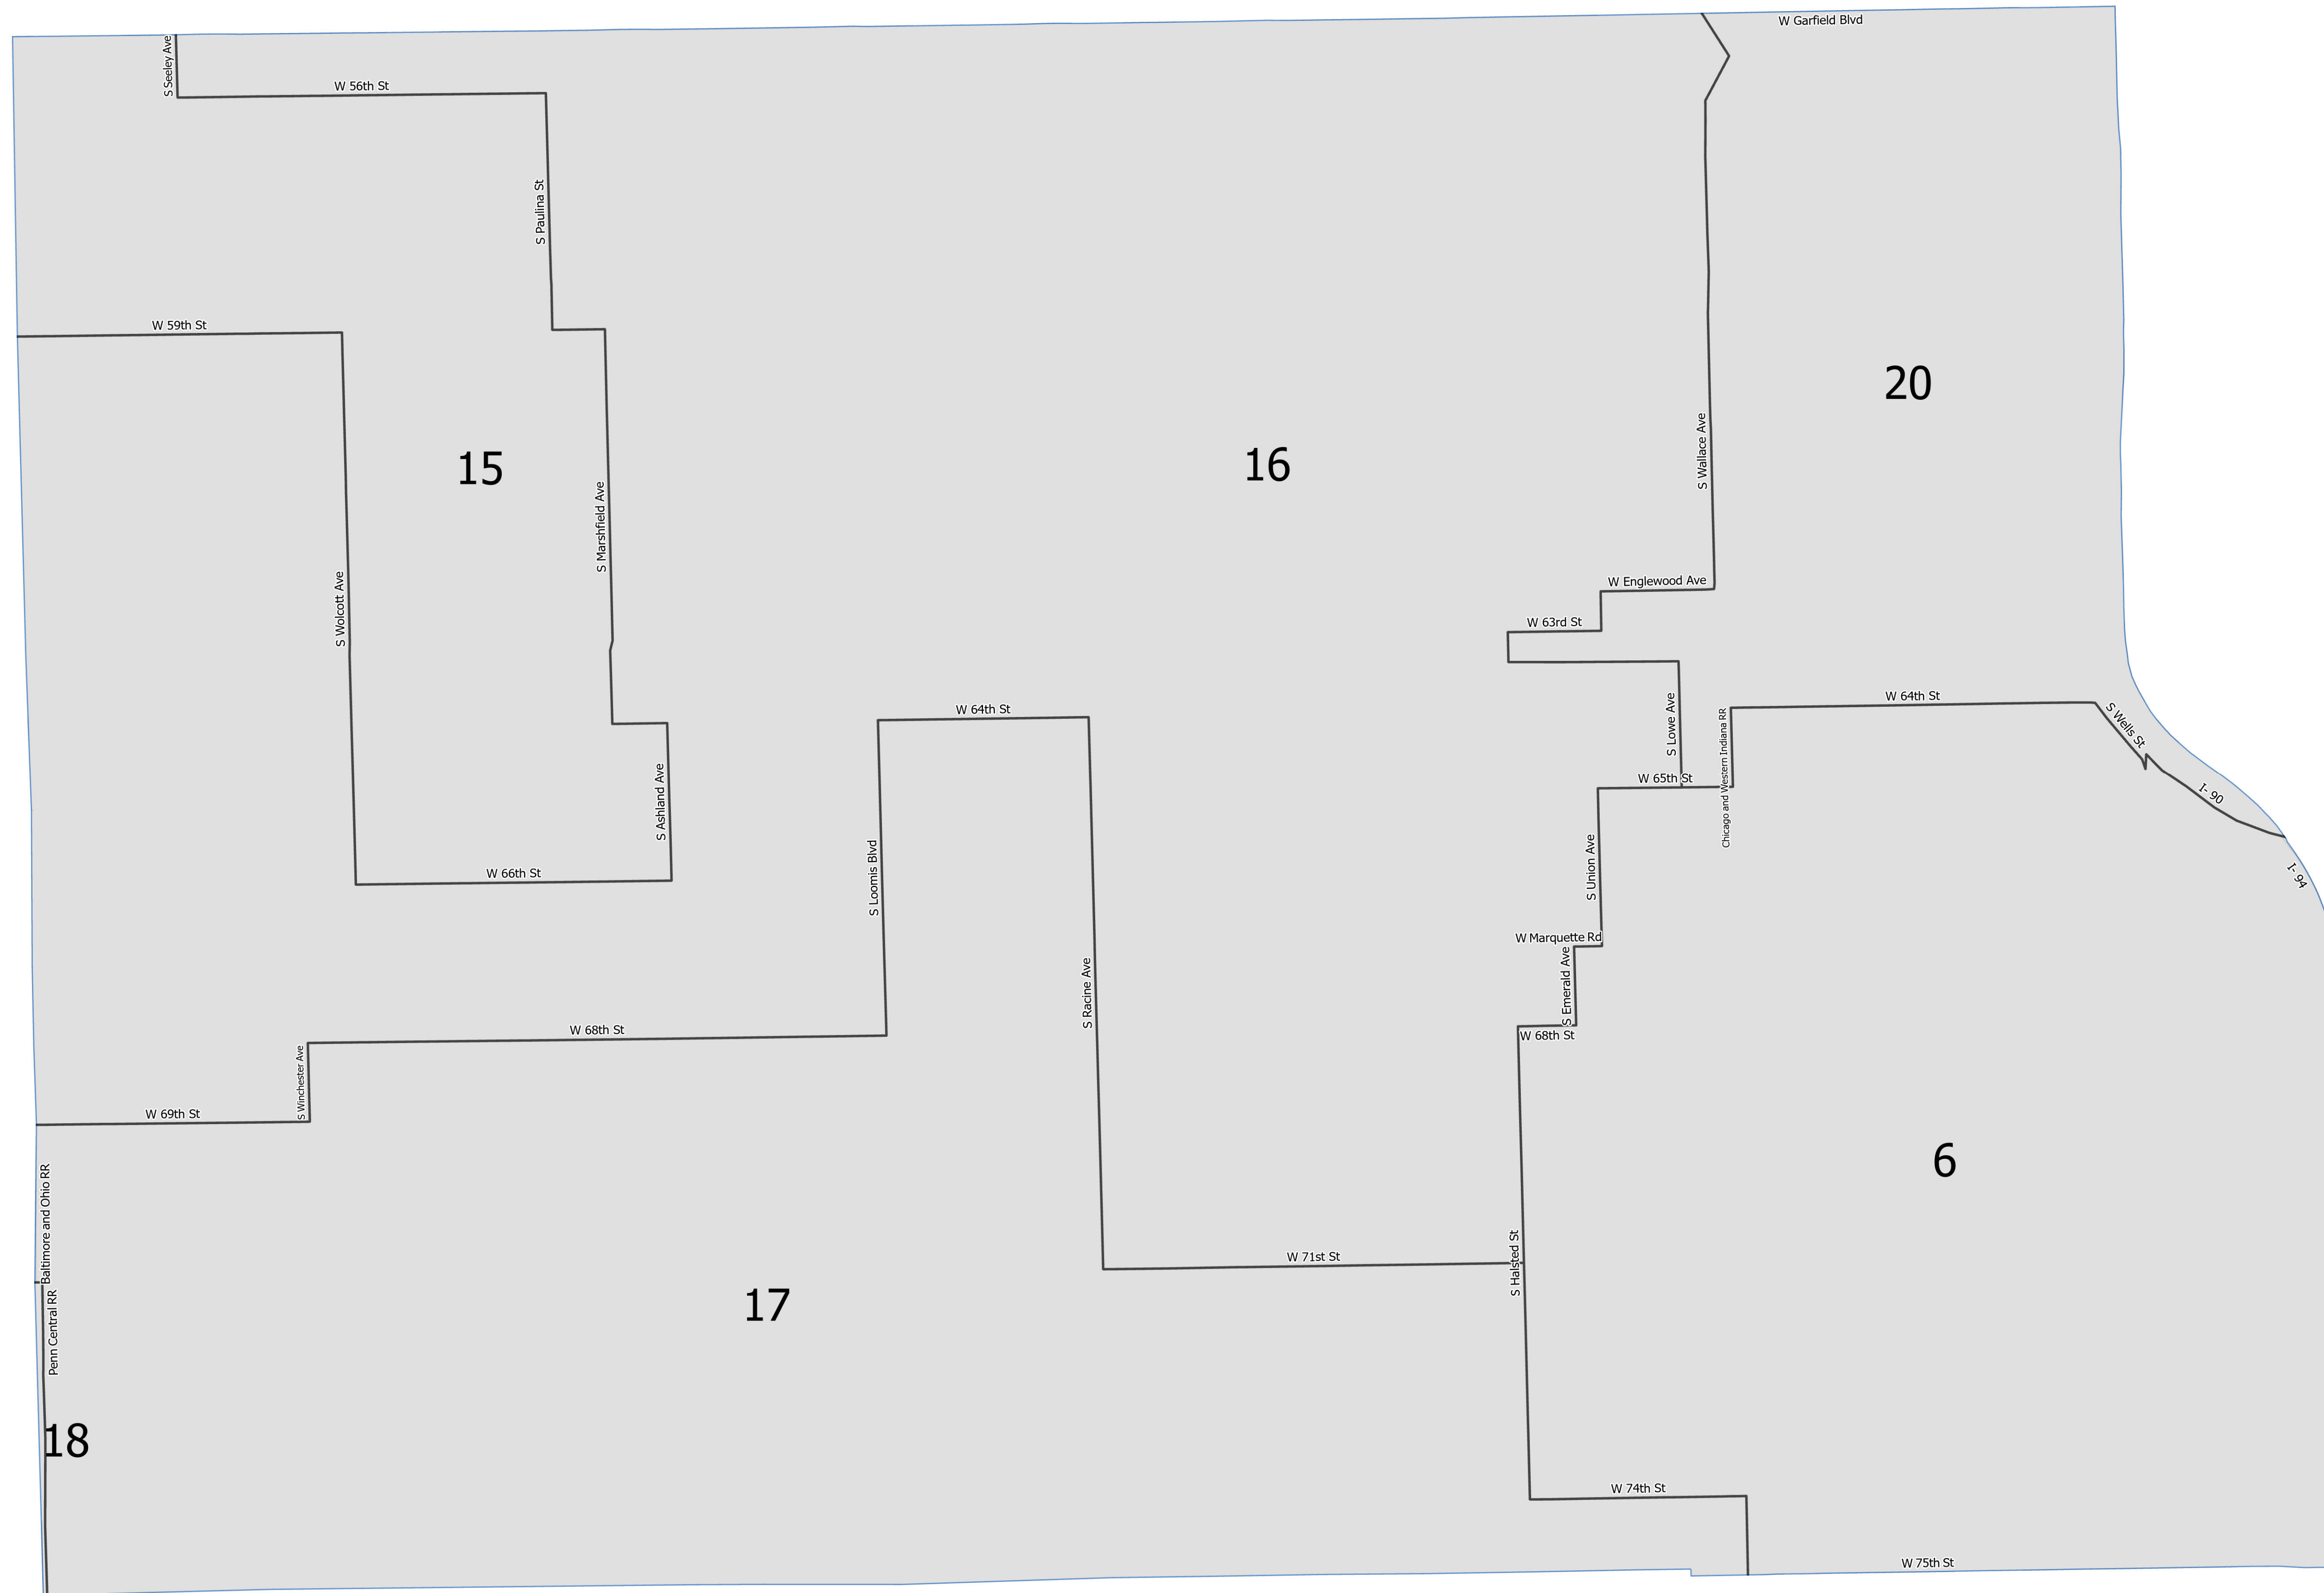 W Garfield Blvd
S Seeley Ave
W 56th St
S Paulina St
W 59th St
20
15
16
S Wallace Ave
S Marshfield Ave
S Wolcott Ave
W Englewood Ave
W 63rd St
W 64th St
W 64th St
S Lowe Ave
S Wells St
Chicago and Western Indiana RR
W 65th St
I- 90
S Ashland Ave
S Union Ave
I- 94
W 66th St
S Loomis Blvd
W Marquette Rd
S Emerald Ave
S Racine Ave
W 68th St
W 68th St
S Winchester Ave
W 69th St
6
Baltimore and Ohio RR
W 71st St
S Halsted St
17
Penn Central RR
18
W 74th St
W 75th St